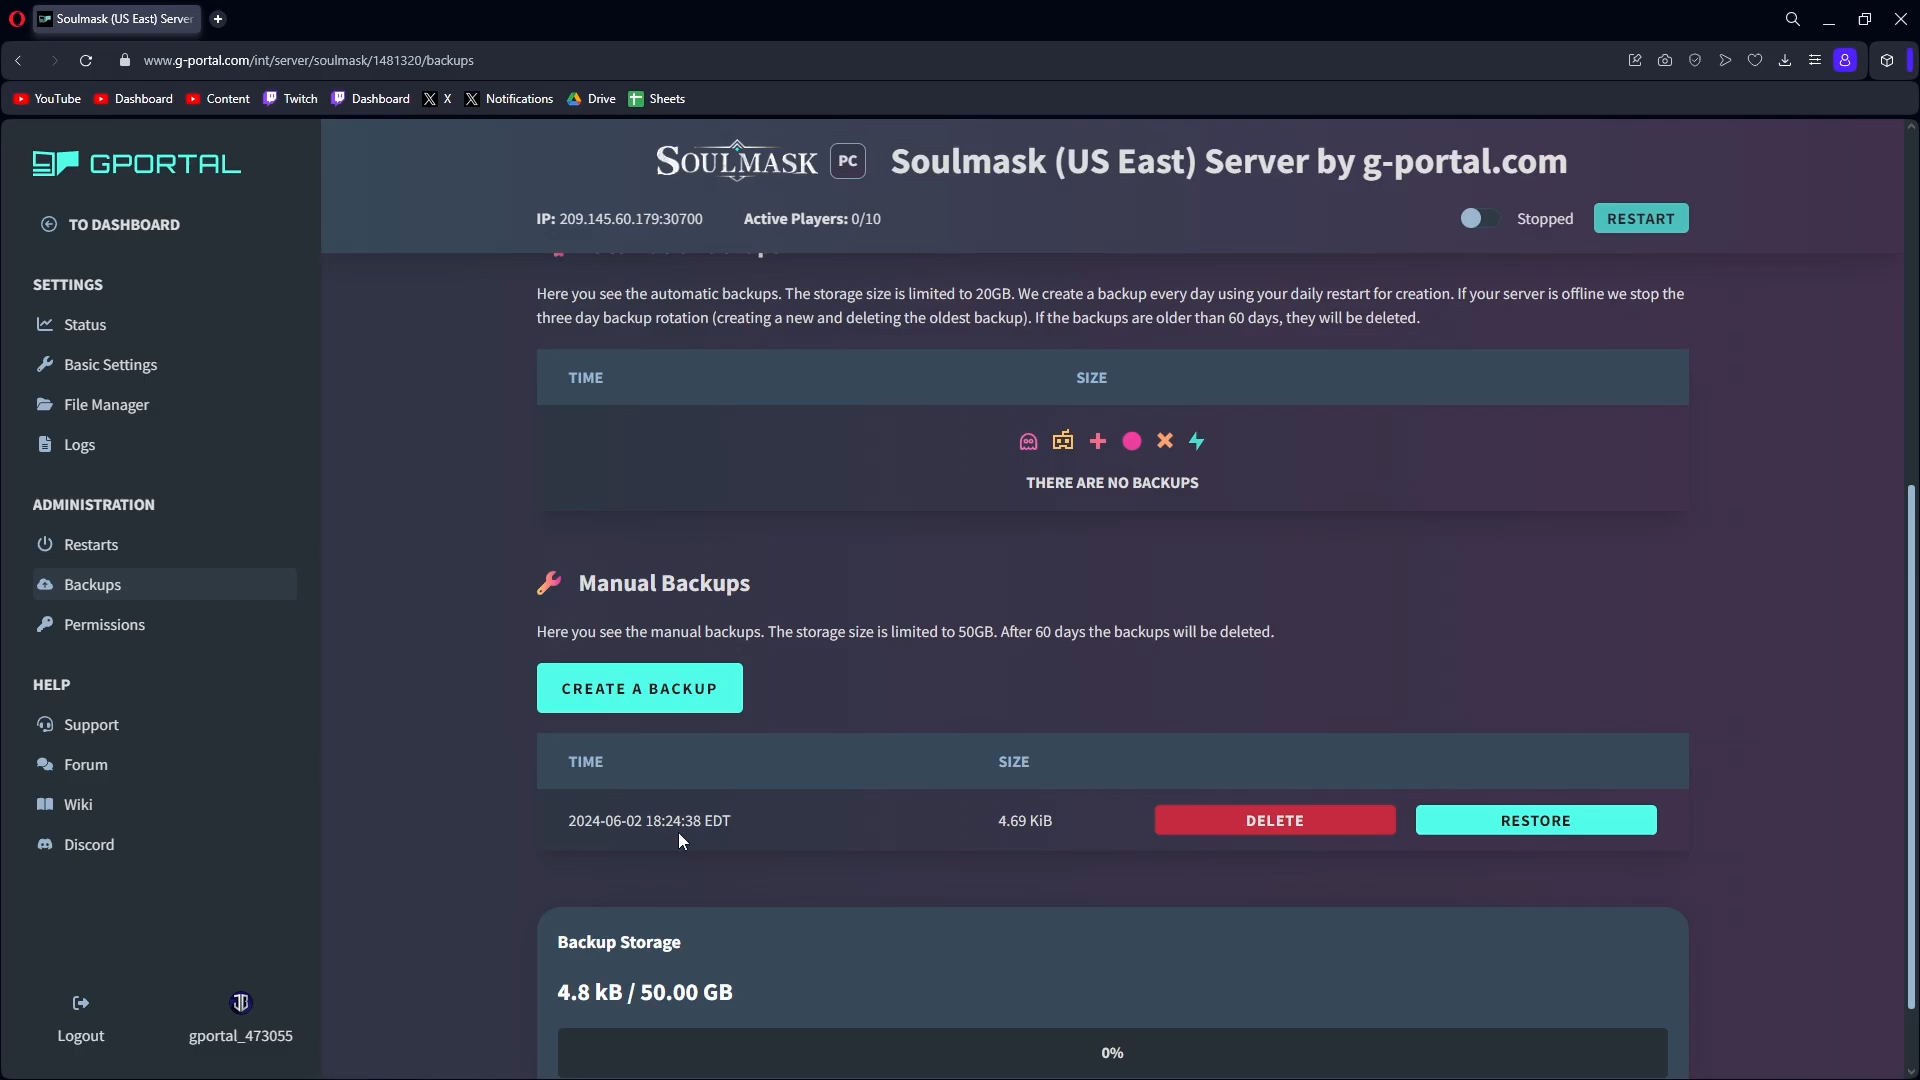 Soulmask (US East) Server
www.g-portal.com/int/server/soulmask/1481320/backups
YouTube
Dashboard
Content
Twitch
Dashboard
X
Notifications
Drive
Sheets
GPORTAL
TO DASHBOARD
SETTINGS
Status
Basic Settings
File Manager
Logs
ADMINISTRATION
Restarts
Backups
Permissions
HELP
Support
Forum
Wiki
Discord
Logout
gportal_473055
SOULMASK
PC
Soulmask (US East) Server by g-portal.com
IP: 209.145.60.179:30700
Active Players: 0/10
Stopped
RESTART
Here you see the automatic backups. The storage size is limited to 20GB. We create a backup every day using your daily restart for creation. If your server is offline we stop the
three day backup rotation (creating a new and deleting the oldest backup). If the backups are older than 60 days, they will be deleted.
TIME
SIZE
THERE ARE NO BACKUPS
Manual Backups
Here you see the manual backups. The storage size is limited to 50GB. After 60 days the backups will be deleted.
CREATE A BACKUP
TIME
SIZE
2024-06-02 18:24:38 EDT
4.69 KiB
DELETE
RESTORE
Backup Storage
4.8 kB / 50.00 GB
0%